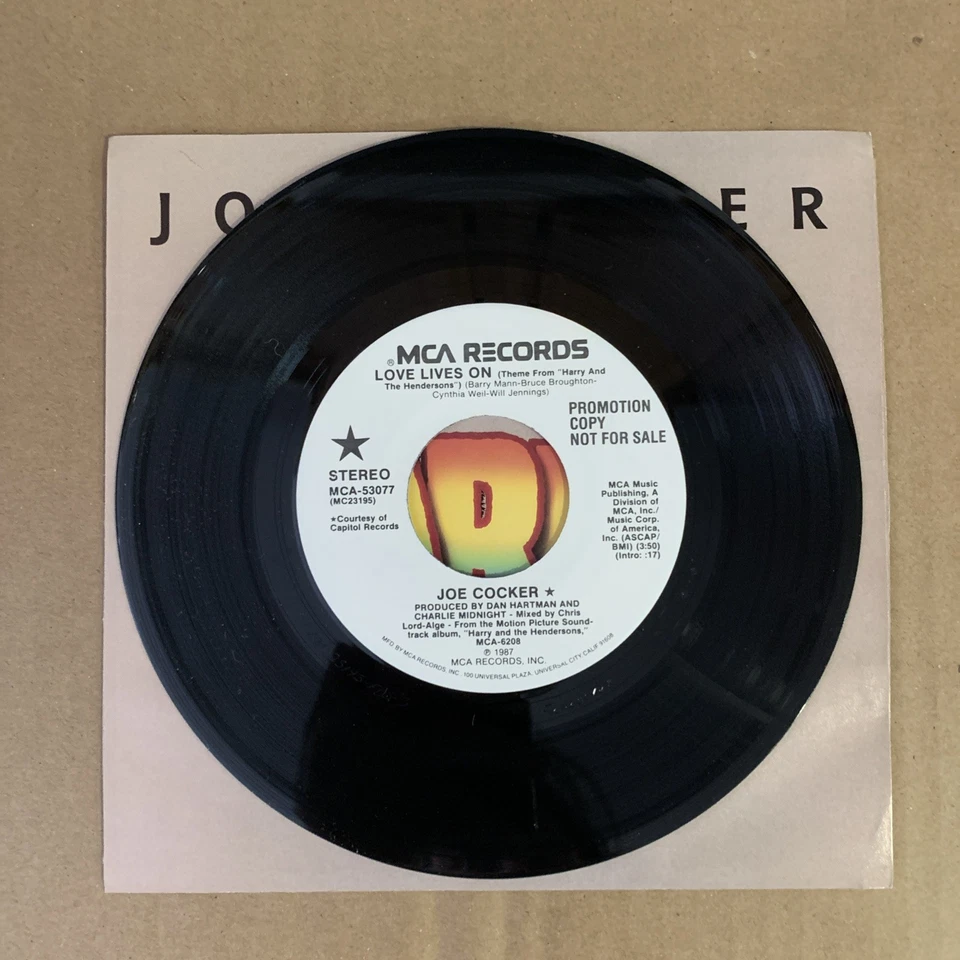 JO ER
® MCA RECORDS
LOVE LIVES ON (Theme From "Harry And
The Hendersons") (Barry Mann-Bruce Broughton-
Cynthia Weil-Will Jennings)
PROMOTION
COPY
NOT FOR SALE
★
STEREO
MCA-53077
(MC23195)
★Courtesy of
Capitol Records
MCA Music
Publishing, A
Division of
MCA, Inc./
Music Corp.
of America,
Inc. (ASCAP/
BMI) (3:50)
(Intro: :17)
D
JOE COCKER ★
PRODUCED BY DAN HARTMAN AND
CHARLIE MIDNIGHT - Mixed by Chris
Lord-Alge - From the Motion Picture Sound-
track album, "Harry and the Hendersons,"
MCA-6208
℗ 1987
MCA RECORDS, INC.
MFG. BY MCA RECORDS, INC. 100 UNIVERSAL PLAZA, UNIVERSAL CITY, CALIF. 91608